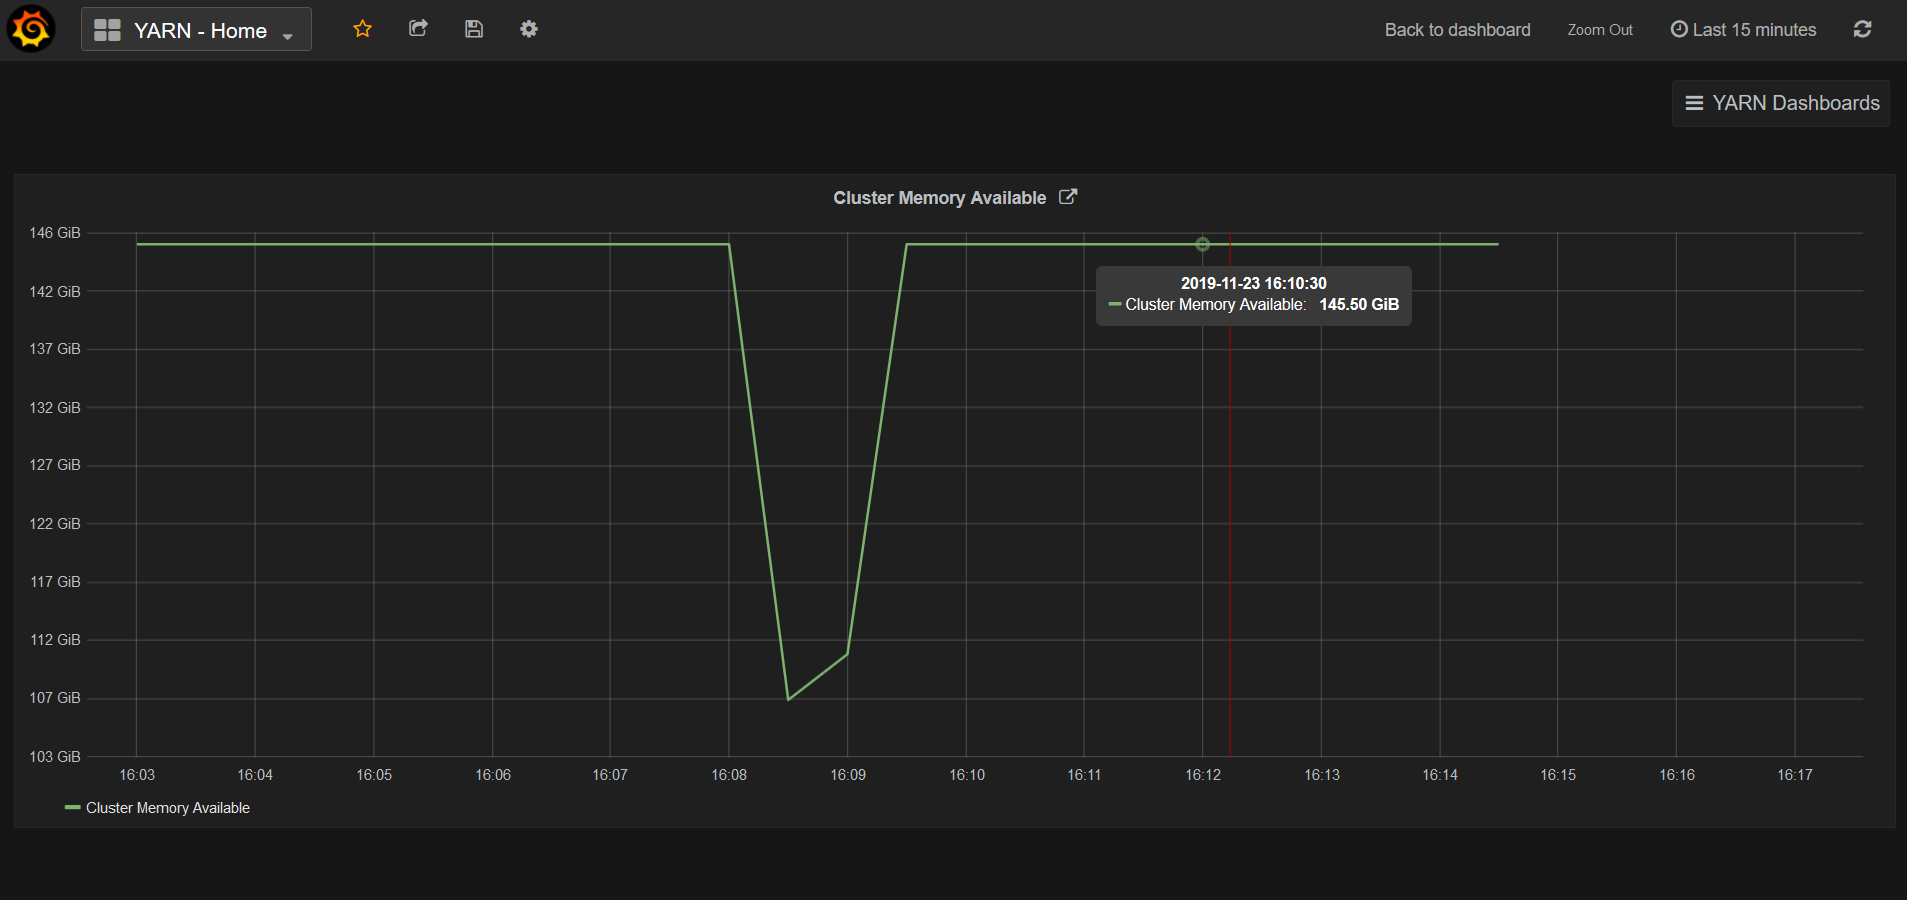 YARN - Home
Back to dashboard
Zoom Out
Last 15 minutes
YARN Dashboards
Cluster Memory Available
146 GiB
142 GiB
137 GiB
132 GiB
127 GiB
122 GiB
117 GiB
112 GiB
107 GiB
103 GiB
2019-11-23 16:10:30
Cluster Memory Available: 145.50 GiB
16:03 16:04 16:05 16:06 16:07 16:08 16:09 16:10 16:11 16:12 16:13 16:14 16:15 16:16 16:17
Cluster Memory Available